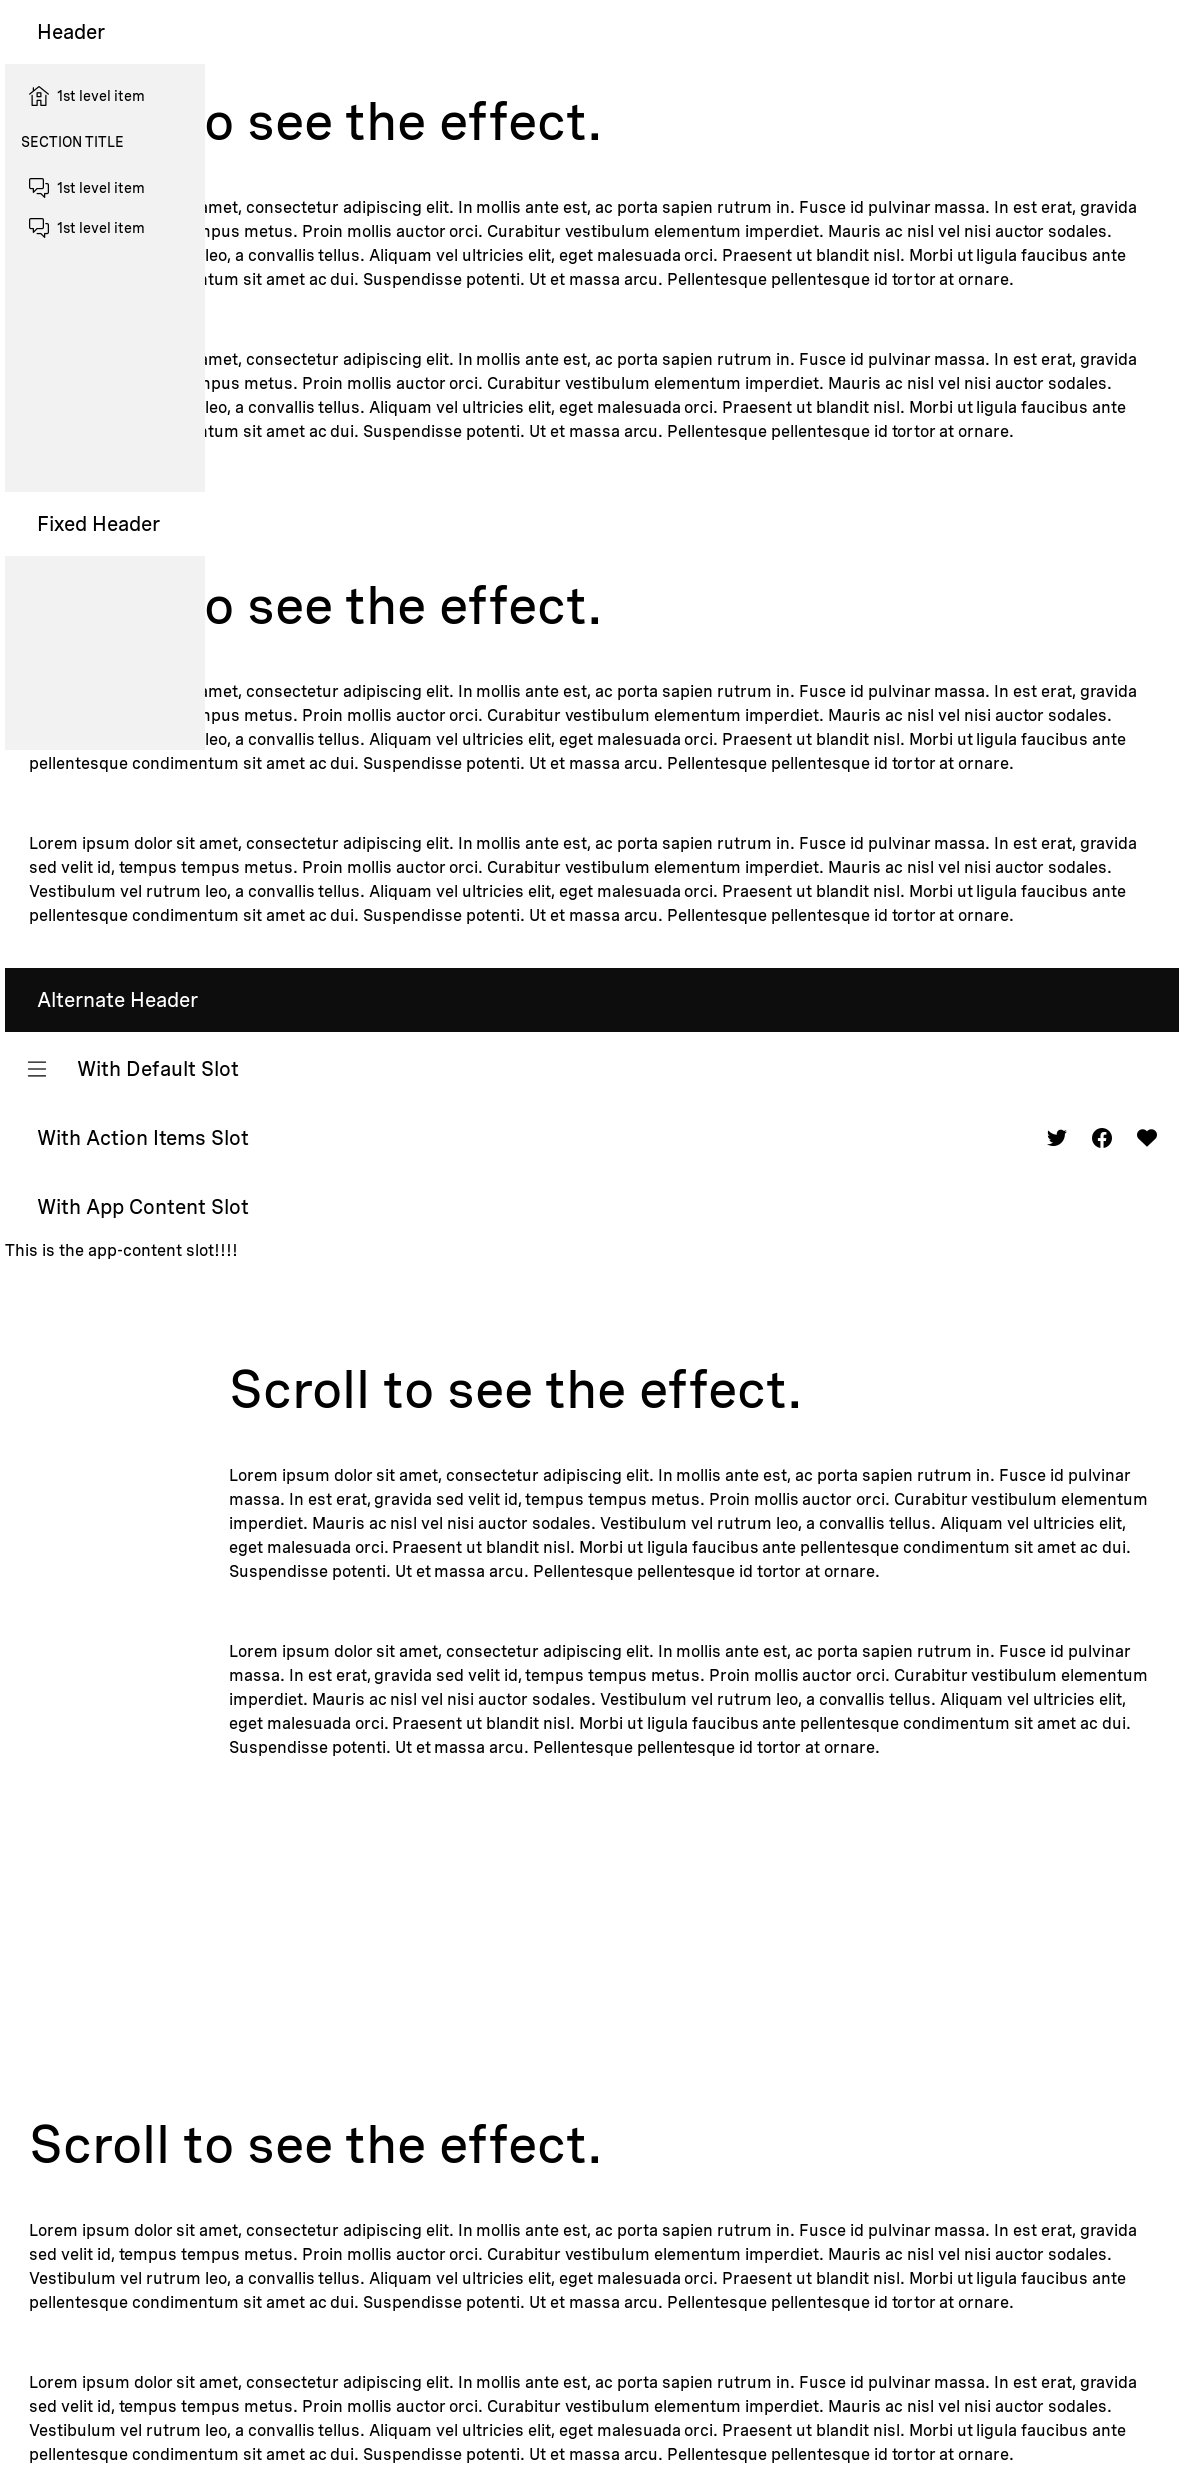 Header
1st level item
o see the effect.
SECTION TITLE
1st level item
amet, consectetur adipiscing elit. In mollis ante est, ac porta sapien rutrum in. Fusce id pulvinar massa. In est erat, gravida
1st level item
metus. Proin mollis auctor orci. Curabitur vestibulum elementum imperdiet. Mauris ac nisl vel nisi auctor sodales.
leo, a convallis tellus. Aliquam vel ultricies elit, eget malesuada orci. Praesent ut blandit nisl. Morbi ut ligula faucibus ante
sit amet ac dui. Suspendisse potenti. Ut et massa arcu. Pellentesque pellentesque id tortor at ornare.
amet, consectetur adipiscing elit. In mollis ante est, ac porta sapien rutrum in. Fusce id pulvinar massa. In est erat, gravida
metus. Proin mollis auctor orci. Curabitur vestibulum elementum imperdiet. Mauris ac nisl vel nisi auctor sodales.
leo, a convallis tellus. Aliquam vel ultricies elit, eget malesuada orci. Praesent ut blandit nisl. Morbi ut ligula faucibus ante
sit amet ac dui. Suspendisse potenti. Ut et massa arcu. Pellentesque pellentesque id tortor at ornare.
Fixed Header
o see the effect.
amet, consectetur adipiscing elit. In mollis ante est, ac porta sapien rutrum in. Fusce id pulvinar massa. In est erat, gravida
metus. Proin mollis auctor orci. Curabitur vestibulum elementum imperdiet. Mauris ac nisl vel nisi auctor sodales.
leo, a convallis tellus. Aliquam vel ultricies elit, eget malesuada orci. Praesent ut blandit nisl. Morbi ut ligula faucibus ante
pellentesque condimentum sit amet ac dui. Suspendisse potenti. Ut et massa arcu. Pellentesque pellentesque id tortor at ornare.
Lorem ipsum dolor sit amet, consectetur adipiscing elit. In mollis ante est, ac porta sapien rutrum in. Fusce id pulvinar massa. In est erat, gravida
sed velit id, tempus tempus metus. Proin mollis auctor orci. Curabitur vestibulum elementum imperdiet. Mauris ac nisl vel nisi auctor sodales.
Vestibulum vel rutrum leo, a convallis tellus. Aliquam vel ultricies elit, eget malesuada orci. Praesent ut blandit nisl. Morbi ut ligula faucibus ante
pellentesque condimentum sit amet ac dui. Suspendisse potenti. Ut et massa arcu. Pellentesque pellentesque id tortor at ornare.
Alternate Header
With Default Slot
With Action Items Slot
With App Content Slot
This is the app-content slot!!!!
Scroll to see the effect.
Lorem ipsum dolor sit amet, consectetur adipiscing elit. In mollis ante est, ac porta sapien rutrum in. Fusce id pulvinar
massa. In est erat, gravida sed velit id, tempus tempus metus. Proin mollis auctor orci. Curabitur vestibulum elementum
imperdiet. Mauris ac nisl vel nisi auctor sodales. Vestibulum vel rutrum leo, a convallis tellus. Aliquam vel ultricies elit,
eget malesuada orci. Praesent ut blandit nisl. Morbi ut ligula faucibus ante pellentesque condimentum sit amet ac dui.
Suspendisse potenti. Ut et massa arcu. Pellentesque pellentesque id tortor at ornare.
Lorem ipsum dolor sit amet, consectetur adipiscing elit. In mollis ante est, ac porta sapien rutrum in. Fusce id pulvinar
massa. In est erat, gravida sed velit id, tempus tempus metus. Proin mollis auctor orci. Curabitur vestibulum elementum
imperdiet. Mauris ac nisl vel nisi auctor sodales. Vestibulum vel rutrum leo, a convallis tellus. Aliquam vel ultricies elit,
eget malesuada orci. Praesent ut blandit nisl. Morbi ut ligula faucibus ante pellentesque condimentum sit amet ac dui.
Suspendisse potenti. Ut et massa arcu. Pellentesque pellentesque id tortor at ornare.
Scroll to see the effect.
Lorem ipsum dolor sit amet, consectetur adipiscing elit. In mollis ante est, ac porta sapien rutrum in. Fusce id pulvinar massa. In est erat, gravida
sed velit id, tempus tempus metus. Proin mollis auctor orci. Curabitur vestibulum elementum imperdiet. Mauris ac nisl vel nisi auctor sodales.
Vestibulum vel rutrum leo, a convallis tellus. Aliquam vel ultricies elit, eget malesuada orci. Praesent ut blandit nisl. Morbi ut ligula faucibus ante
pellentesque condimentum sit amet ac dui. Suspendisse potenti. Ut et massa arcu. Pellentesque pellentesque id tortor at ornare.
Lorem ipsum dolor sit amet, consectetur adipiscing elit. In mollis ante est, ac porta sapien rutrum in. Fusce id pulvinar massa. In est erat, gravida
sed velit id, tempus tempus metus. Proin mollis auctor orci. Curabitur vestibulum elementum imperdiet. Mauris ac nisl vel nisi auctor sodales.
Vestibulum vel rutrum leo, a convallis tellus. Aliquam vel ultricies elit, eget malesuada orci. Praesent ut blandit nisl. Morbi ut ligula faucibus ante
pellentesque condimentum sit amet ac dui. Suspendisse potenti. Ut et massa arcu. Pellentesque pellentesque id tortor at ornare.